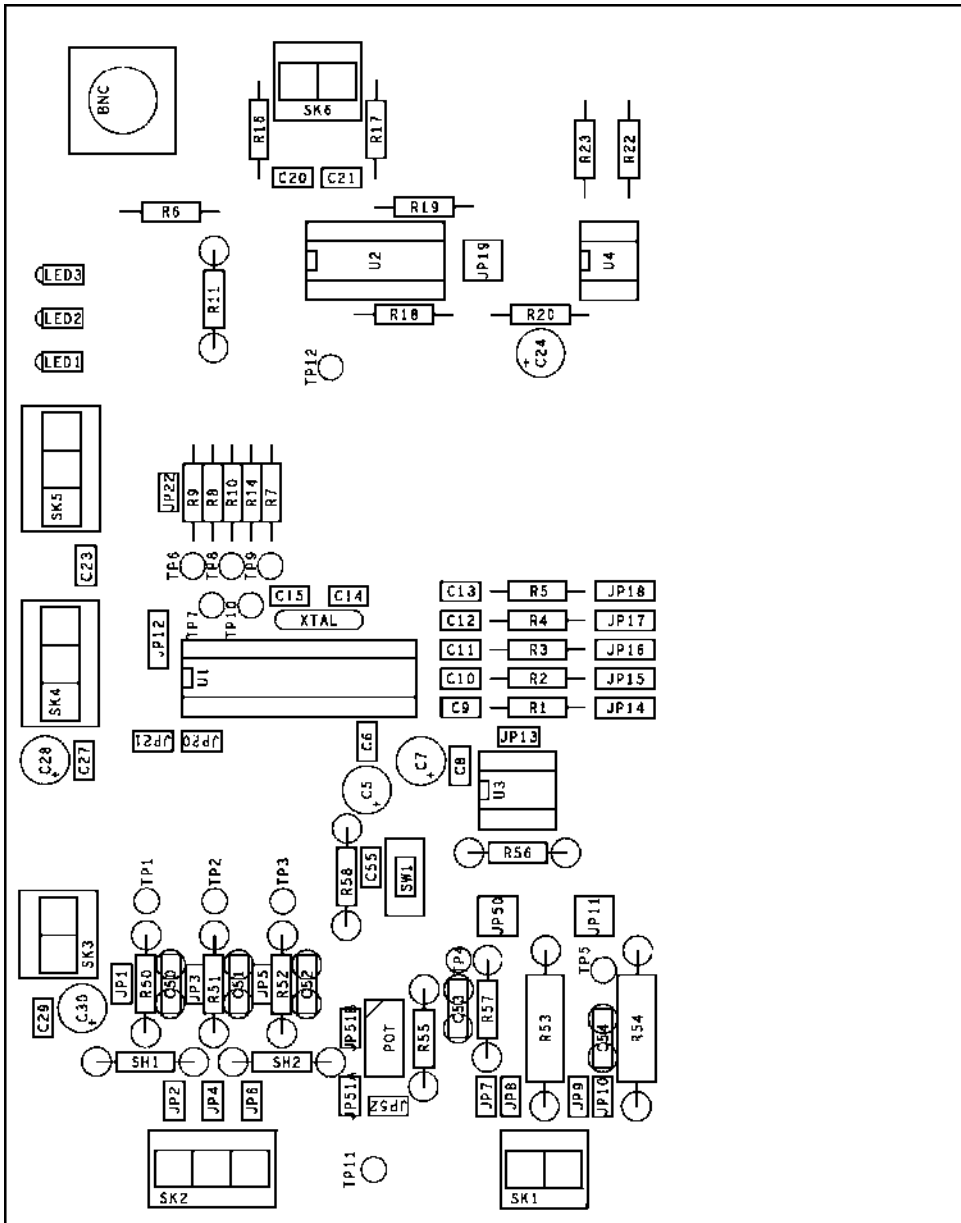 BNC
SK6
R16
R17
R23
R22
C20
C21
R6
R19
U2
JP19
U4
LED3
R11
LED2
R18
R20
LED1
TP12
C24
SK5
JP22
R9
R8
R10
R14
R7
C23
TP6
TP8
TP9
TP7
TP10
C15
C14
XTAL
C13
R5
JP18
C12
R4
JP17
C11
R3
JP16
C10
R2
JP15
C9
R1
JP14
JP12
U1
SK4
C28
C27
JP21
JP20
C6
C7
C8
JP13
C5
U3
R58
C55
SW1
R56
TP1
TP2
TP3
SK3
JP50
JP11
JP1
R50
C50
JP3
R51
C51
JP5
R52
C52
TP4
TP5
C29
C30
JP51B
POT
R55
C53
R57
R53
C54
R54
SH1
SH2
JP2
JP4
JP6
JP51A
JP52
JP7
JP8
JP9
JP10
SK2
TP11
SK1